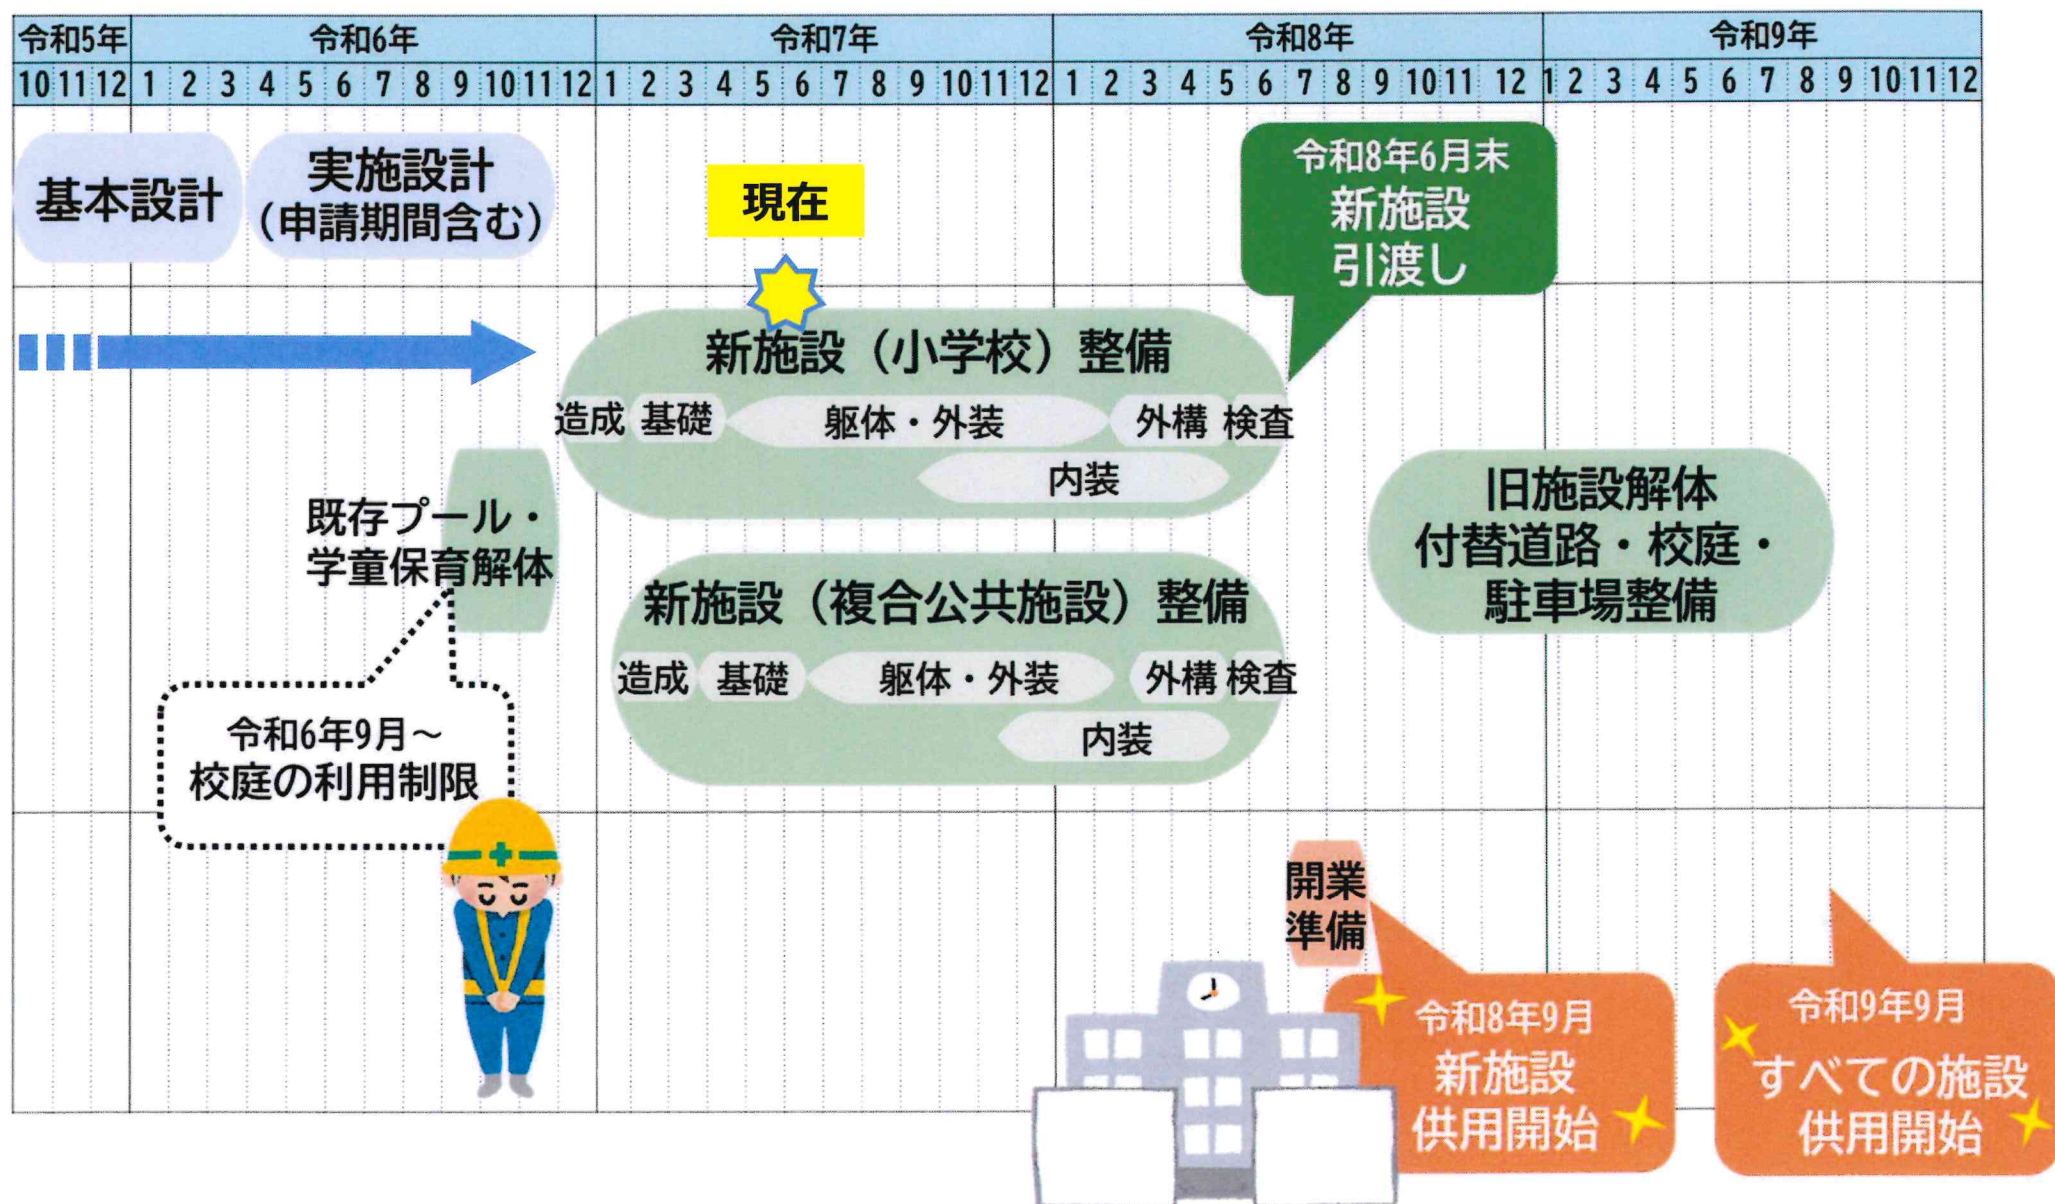 令和5年 令和6年 令和7年 令和8年 令和9年
10 11 12 1 2 3 4 5 6 7 8 9 10 11 12 1 2 3 4 5 6 7 8 9 10 11 12 1 2 3 4 5 6 7 8 9 10 11 12 1 2 3 4 5 6 7 8 9 10 11 12
基本設計
実施設計
(申請期間含む)
現在
令和8年6月末
新施設
引渡し
新施設（小学校）整備
造成 基礎 躯体・外装 外構 検査
内装
既存プール・
学童保育解体
旧施設解体
付替道路・校庭・
駐車場整備
新施設（複合公共施設）整備
造成 基礎 躯体・外装 外構 検査
内装
令和6年9月～
校庭の利用制限
開業
準備
令和8年9月
新施設
供用開始
令和9年9月
すべての施設
供用開始